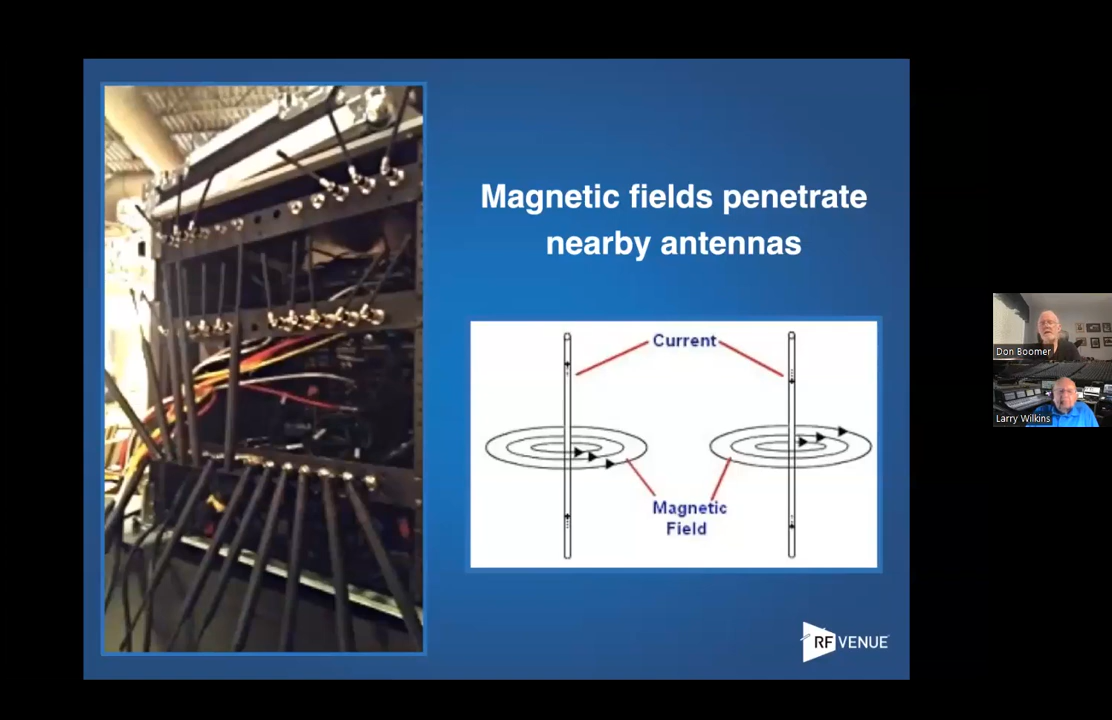 Magnetic fields penetrate
nearby antennas
Current
Magnetic
Field
RF VENUE
Don Boomer
Larry Wilkins